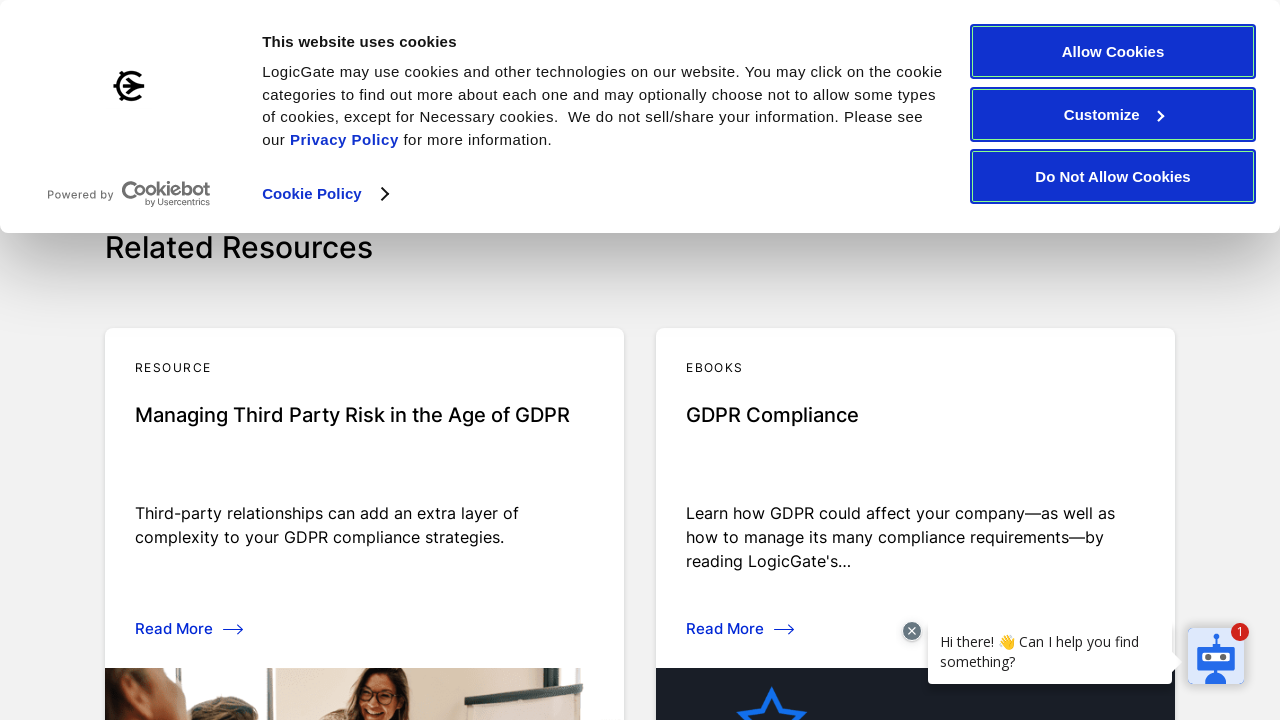 This website uses cookies
LogicGate may use cookies and other technologies on our website. You may click on the cookie
categories to find out more about each one and may optionally choose not to allow some types
of cookies, except for Necessary cookies.  We do not sell/share your information. Please see
our Privacy Policy for more information.
Cookie Policy
Powered by Cookiebot
by Usercentrics
Allow Cookies
Customize
Do Not Allow Cookies
Related Resources
RESOURCE
Managing Third Party Risk in the Age of GDPR
Third-party relationships can add an extra layer of
complexity to your GDPR compliance strategies.
Read More
EBOOKS
GDPR Compliance
Learn how GDPR could affect your company—as well as
how to manage its many compliance requirements—by
reading LogicGate's...
Read More
Hi there! 👋 Can I help you find
something?
1